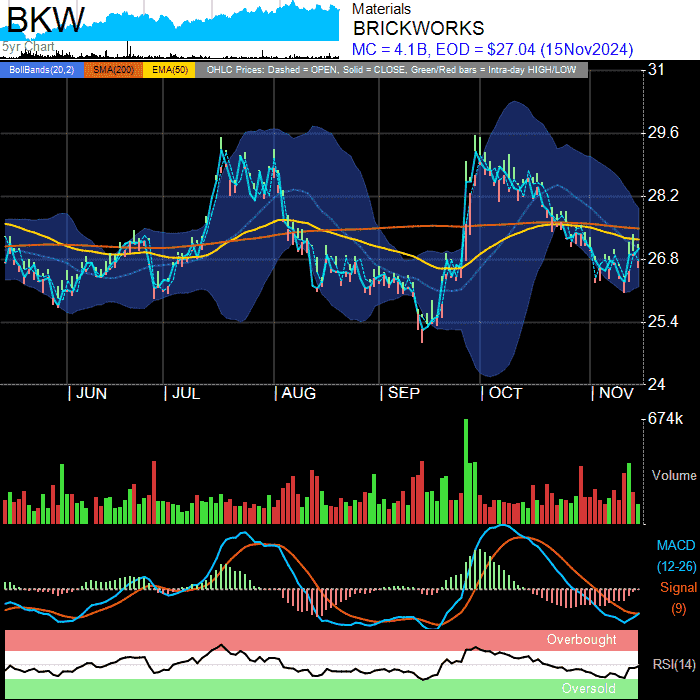 BKW
5yr Chart
Materials
BRICKWORKS
MC = 4.1B, EOD = $27.04 (15Nov2024)
BollBands(20,2) SMA(200) EMA(50) OHLC Prices: Dashed = OPEN, Solid = CLOSE, Green/Red bars = Intra-day HIGH/LOW
31
29.6
28.2
26.8
25.4
24
JUN JUL AUG SEP OCT NOV
674k
Volume
MACD
(12-26)
Signal
(9)
Overbought
RSI(14)
Oversold